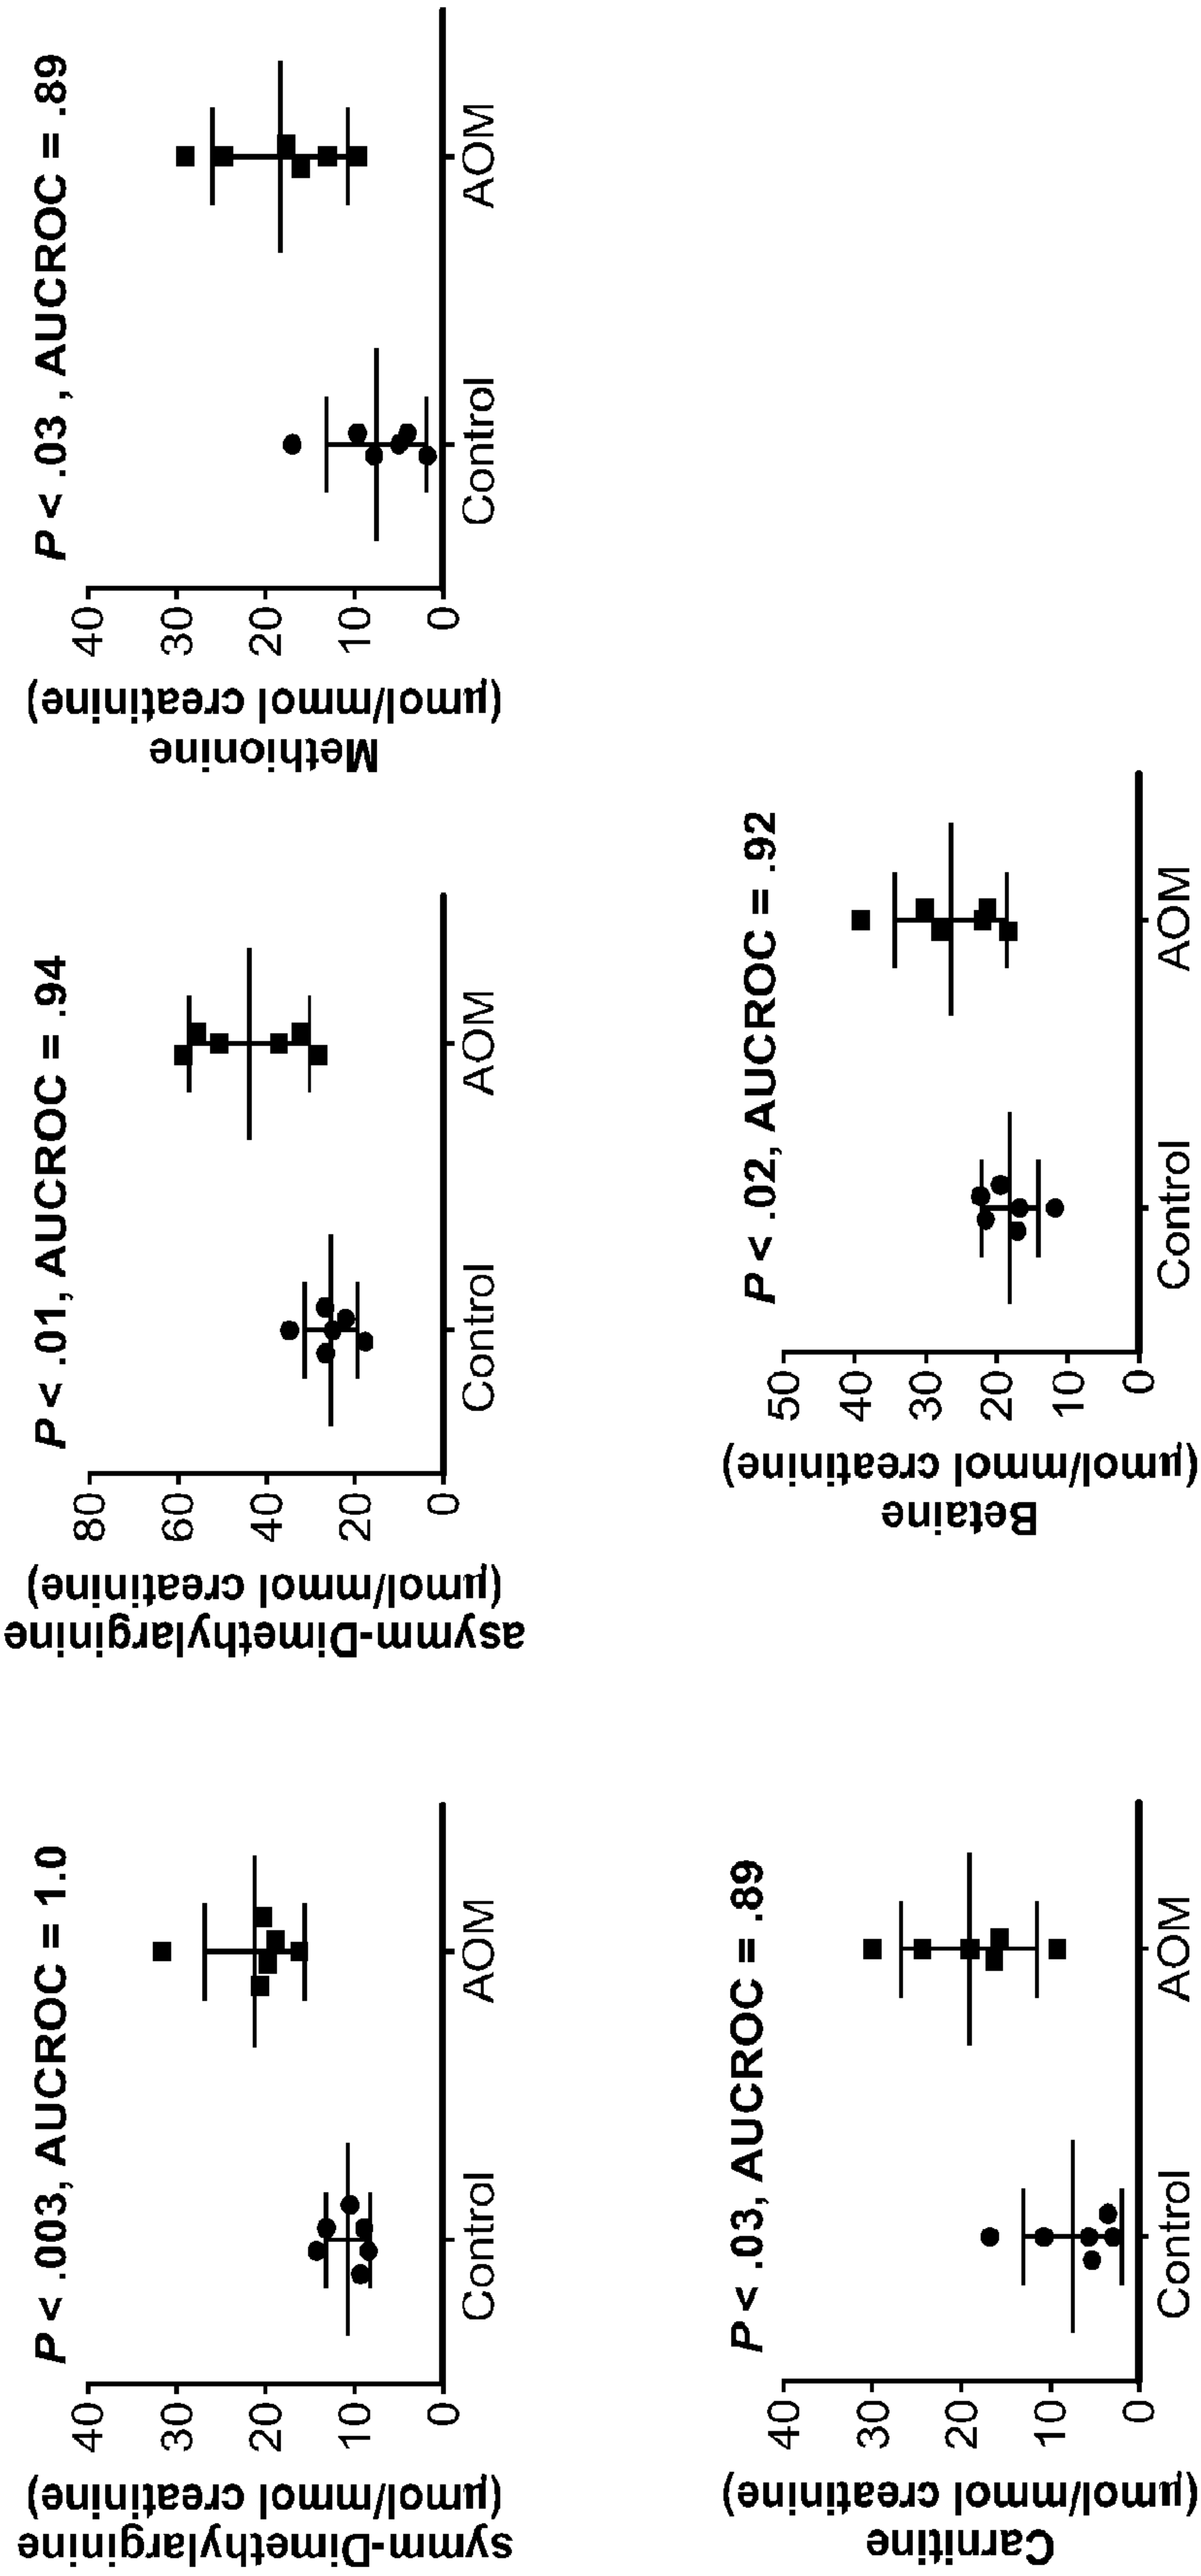 P < .003, AUCROC = 1.0
symm-Dimethylarginine
(µmol/mmol creatinine)
40
30
20
10
0
Control
AOM
P < .01, AUCROC = .94
asymm-Dimethylarginine
(µmol/mmol creatinine)
80
60
40
20
0
Control
AOM
P < .03 , AUCROC = .89
Methionine
(µmol/mmol creatinine)
40
30
20
10
0
Control
AOM
P < .03, AUCROC = .89
Carnitine
(µmol/mmol creatinine)
40
30
20
10
0
Control
AOM
P < .02, AUCROC = .92
Betaine
(µmol/mmol creatinine)
50
40
30
20
10
0
Control
AOM